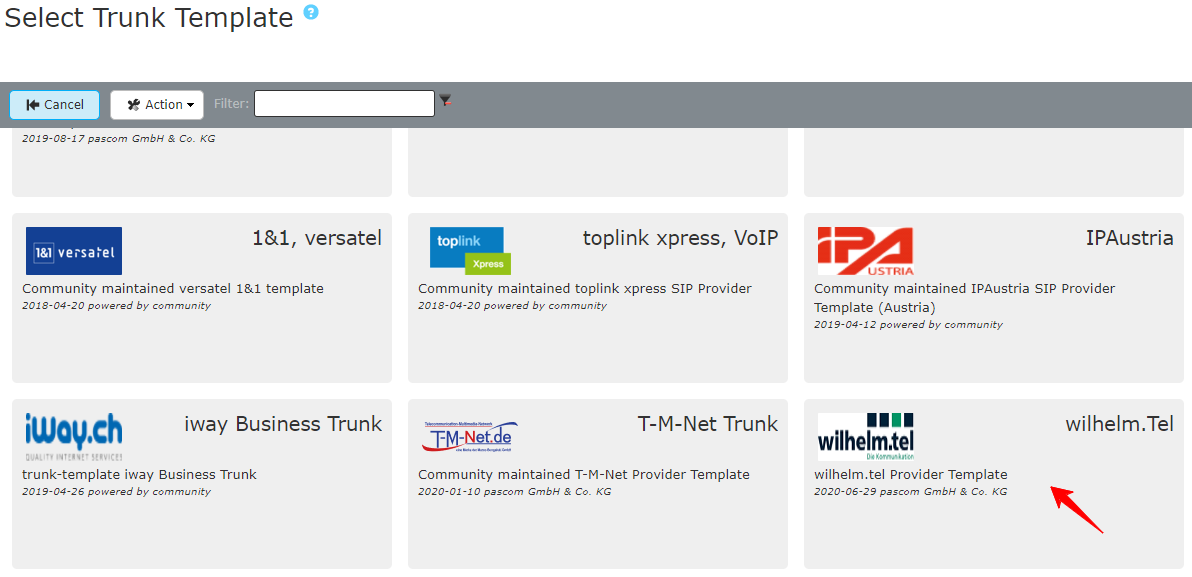 Select Trunk Template ?
Cancel Action Filter:
2019-08-17 pascom GmbH & Co. KG
1&1 versatel
1&1, versatel
Community maintained versatel 1&1 template
2018-04-20 powered by community
toplink
Xpress
toplink xpress, VoIP
Community maintained toplink xpress SIP Provider
2018-04-20 powered by community
IPA
USTRIA
IPAustria
Community maintained IPAustria SIP Provider
Template (Austria)
2019-04-12 powered by community
iway.ch
QUALITY INTERNET SERVICES
iway Business Trunk
trunk-template iway Business Trunk
2019-04-26 powered by community
T-M-Net.de
T-M-Net Trunk
Community maintained T-M-Net Provider Template
2020-01-10 pascom GmbH & Co. KG
wilhelm.tel
Die Kommunikation
wilhelm.Tel
wilhelm.tel Provider Template
2020-06-29 pascom GmbH & Co. KG